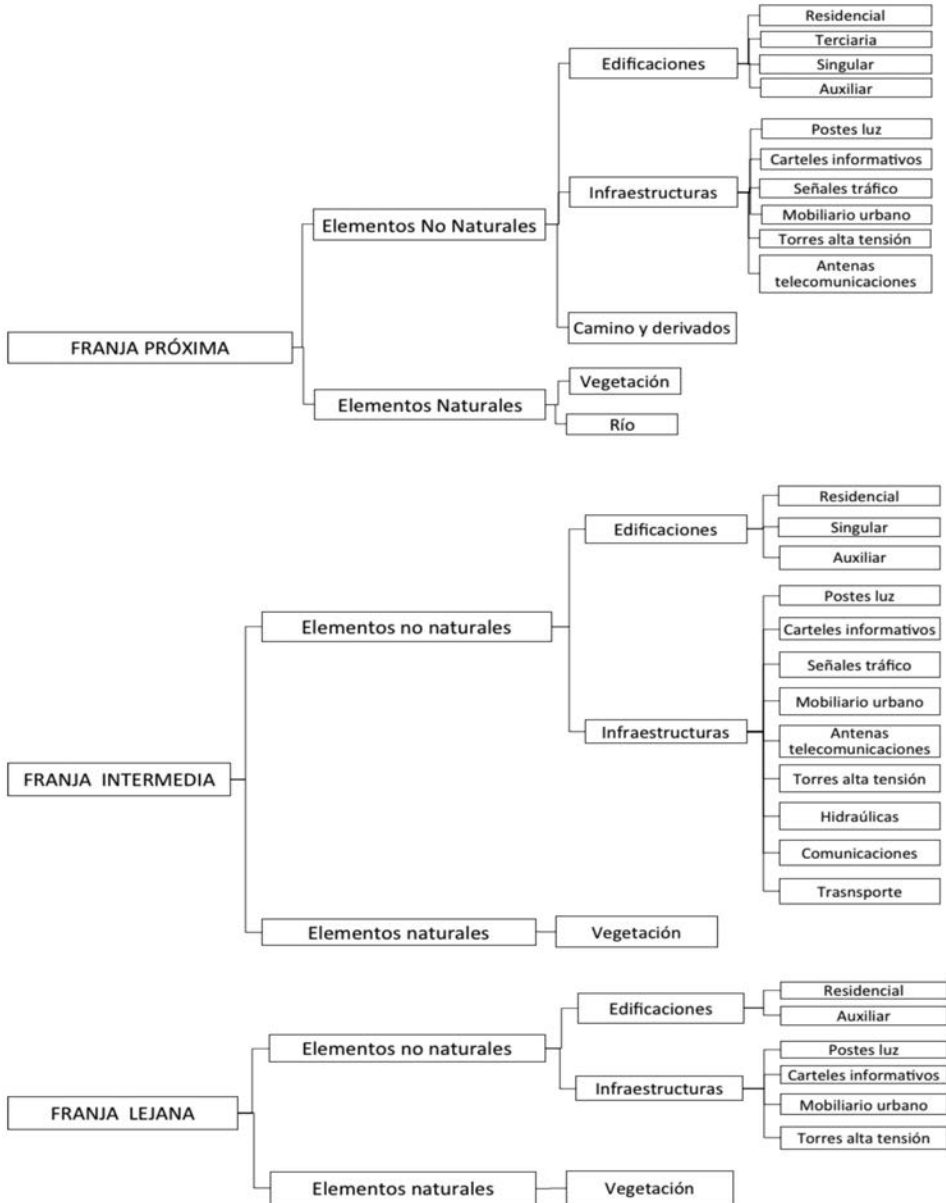 FRANJA PRÓXIMA
Elementos No Naturales
Edificaciones
Residencial
Terciaria
Singular
Auxiliar
Infraestructuras
Postes luz
Carteles informativos
Señales tráfico
Mobiliario urbano
Torres alta tensión
Antenas
telecomunicaciones
Camino y derivados
Elementos Naturales
Vegetación
Río
FRANJA INTERMEDIA
Elementos no naturales
Edificaciones
Residencial
Singular
Auxiliar
Infraestructuras
Postes luz
Carteles informativos
Señales tráfico
Mobiliario urbano
Antenas
telecomunicaciones
Torres alta tensión
Hidraúlicas
Comunicaciones
Trasnsporte
Elementos naturales
Vegetación
FRANJA LEJANA
Elementos no naturales
Edificaciones
Residencial
Auxiliar
Infraestructuras
Postes luz
Carteles informativos
Mobiliario urbano
Torres alta tensión
Elementos naturales
Vegetación